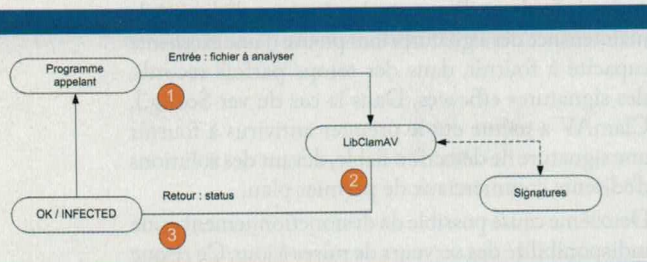 Entrée : fichier à analyser
Programme
appelant
1
LibClamAV
2
Signatures
Retour : status
OK / INFECTED
3